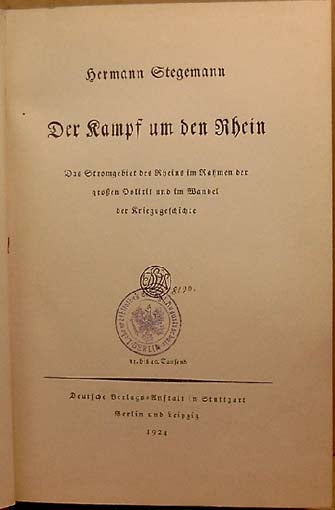 Hermann Stegemann
Der Kampf um den Rhein
Das Stromgebiet des Rheins im Rahmen der
großen Politik und im Wandel
der Kriegsgeschichte
BERLIN
11. bis 20. Tausend
Deutsche Verlags-Anstalt in Stuttgart
Berlin und Leipzig
1924